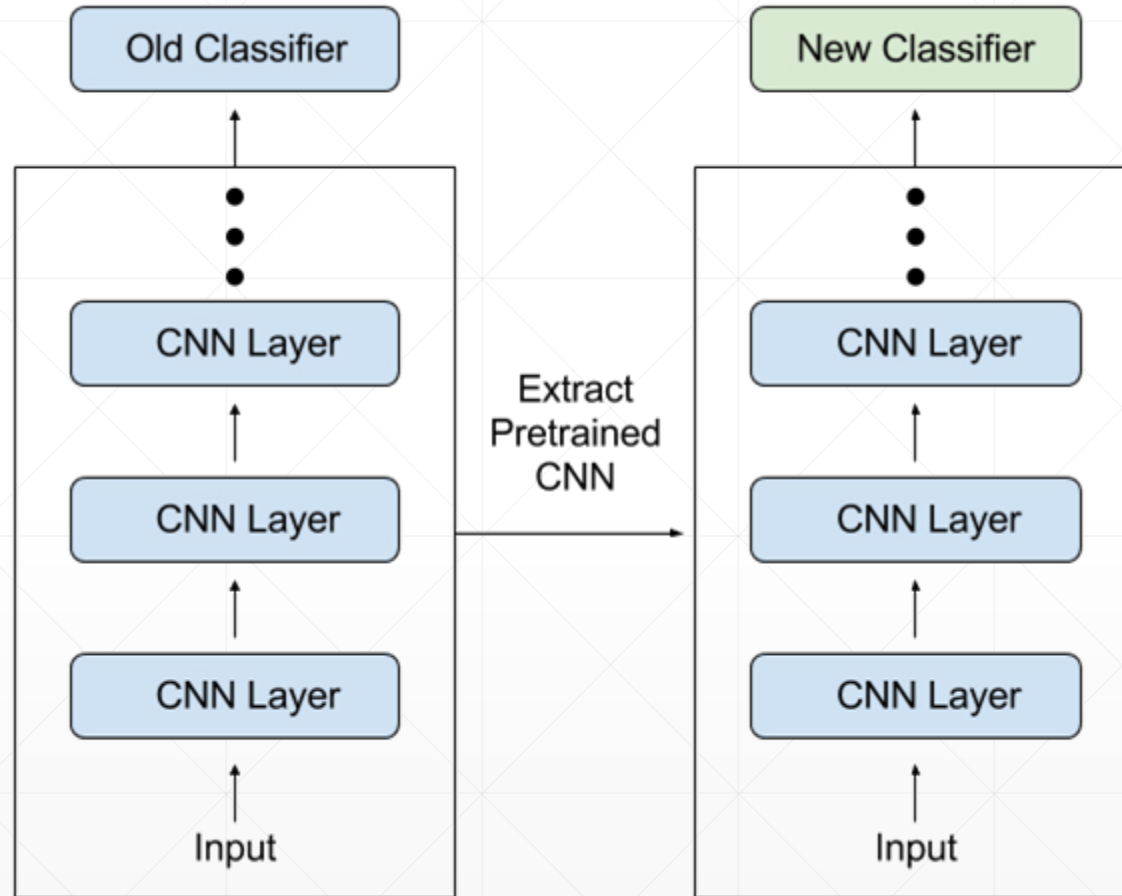 Old Classifier
CNN Layer
CNN Layer
CNN Layer
Input
Extract
Pretrained
CNN
New Classifier
CNN Layer
CNN Layer
CNN Layer
Input